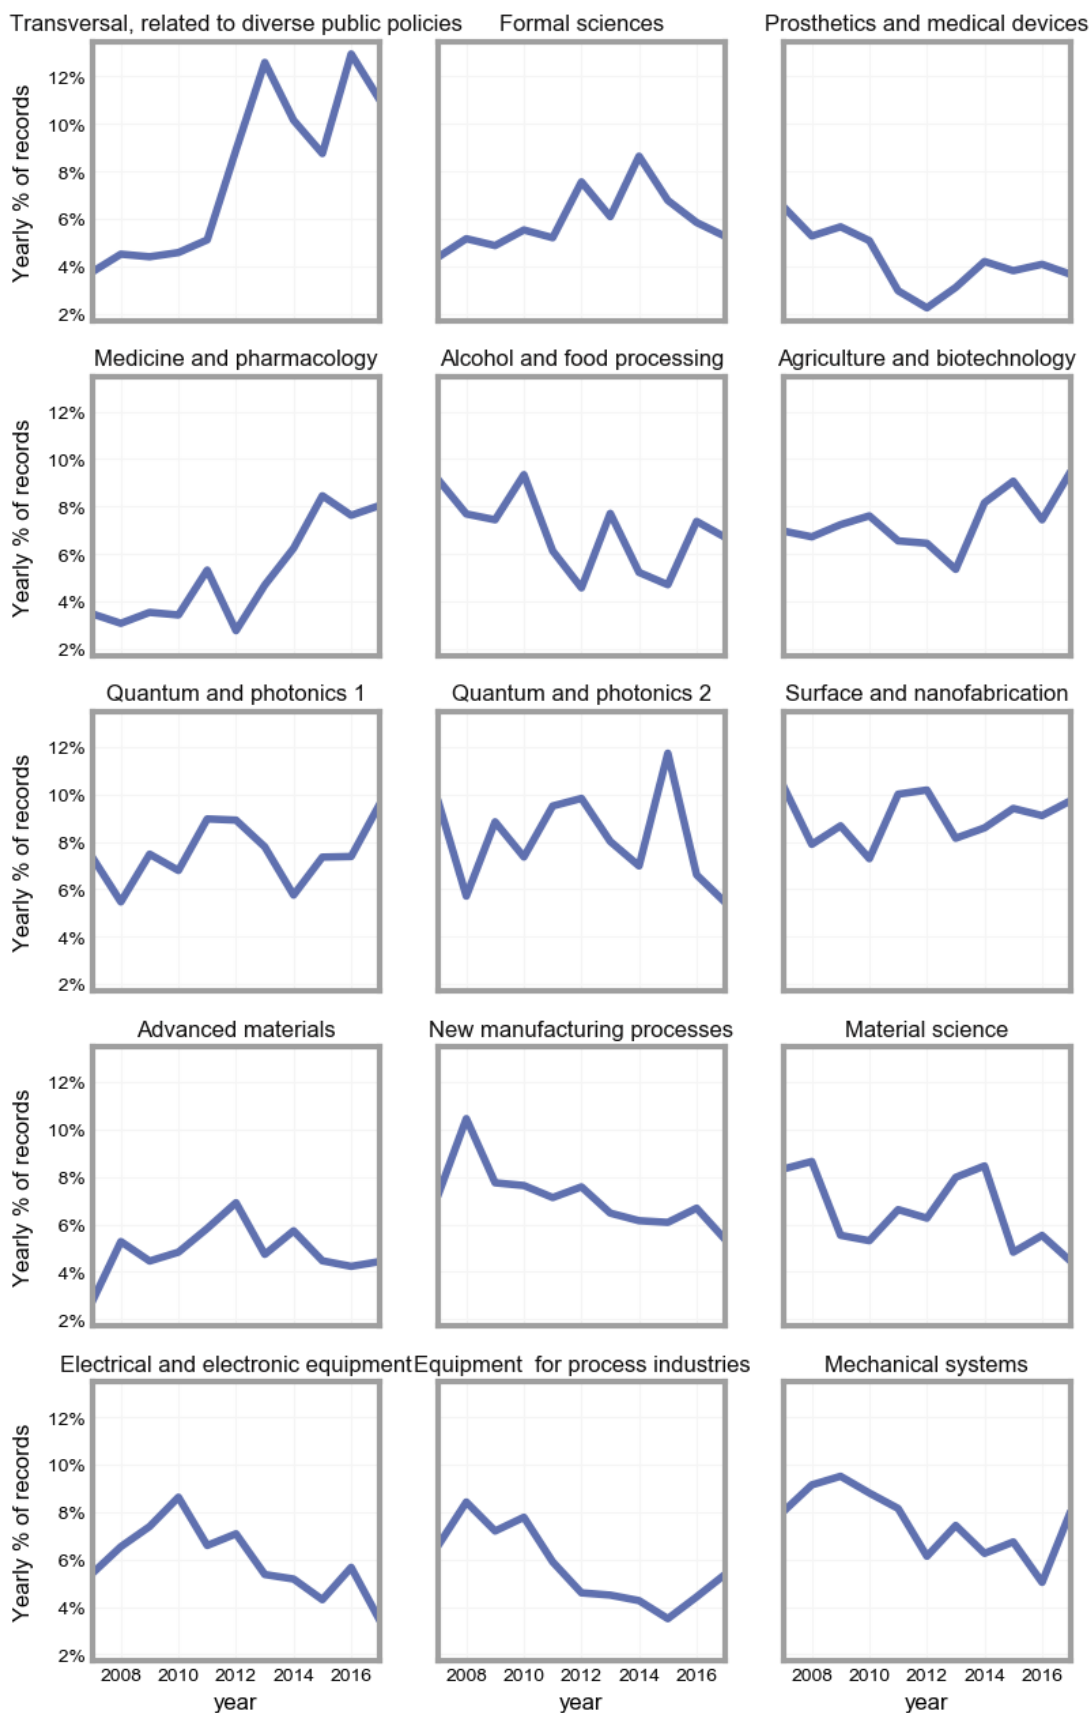 Transversal, related to diverse public policies
Formal sciences
Prosthetics and medical devices
Yearly % of records
12%
10%
8%
6%
4%
2%
Medicine and pharmacology
Alcohol and food processing
Agriculture and biotechnology
Yearly % of records
12%
10%
8%
6%
4%
2%
Quantum and photonics 1
Quantum and photonics 2
Surface and nanofabrication
Yearly % of records
12%
10%
8%
6%
4%
2%
Advanced materials
New manufacturing processes
Material science
Yearly % of records
12%
10%
8%
6%
4%
2%
Electrical and electronic equipment
Equipment  for process industries
Mechanical systems
Yearly % of records
12%
10%
8%
6%
4%
2%
2008 2010 2012 2014 2016
2008 2010 2012 2014 2016
2008 2010 2012 2014 2016
year
year
year